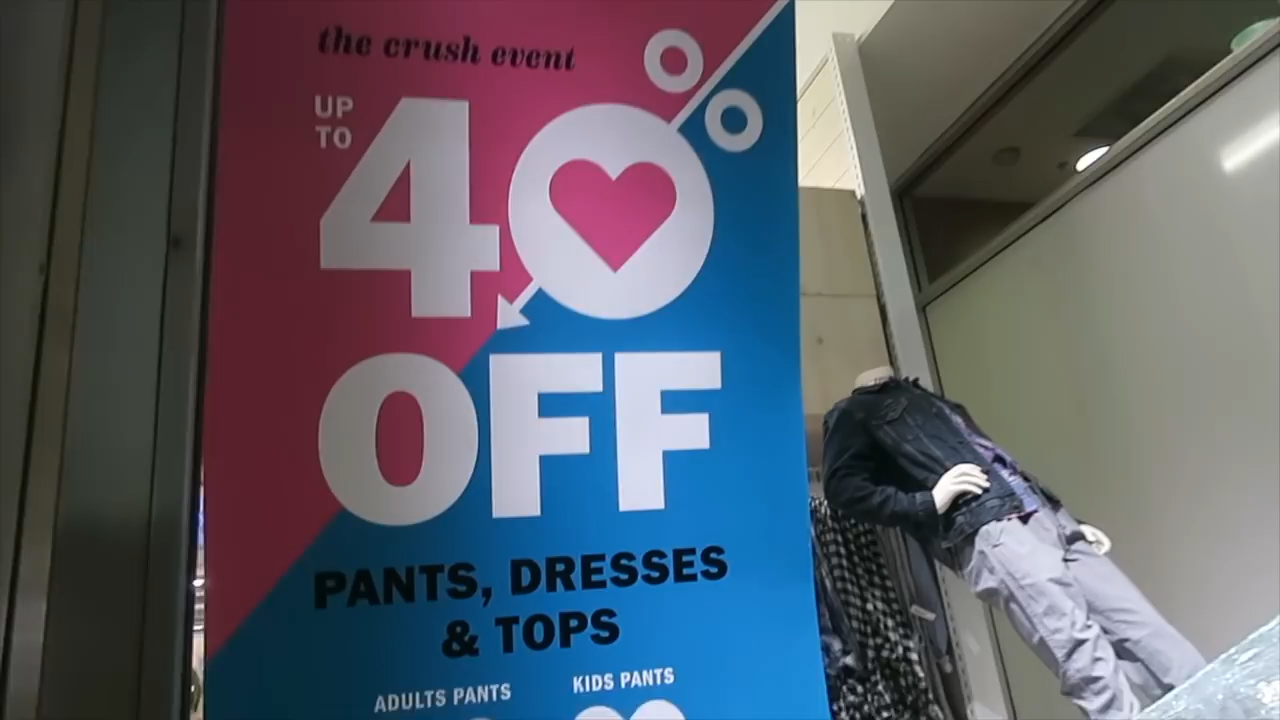 the crush event
UP
TO
40%
OFF
PANTS, DRESSES
& TOPS
ADULTS PANTS
KIDS PANTS